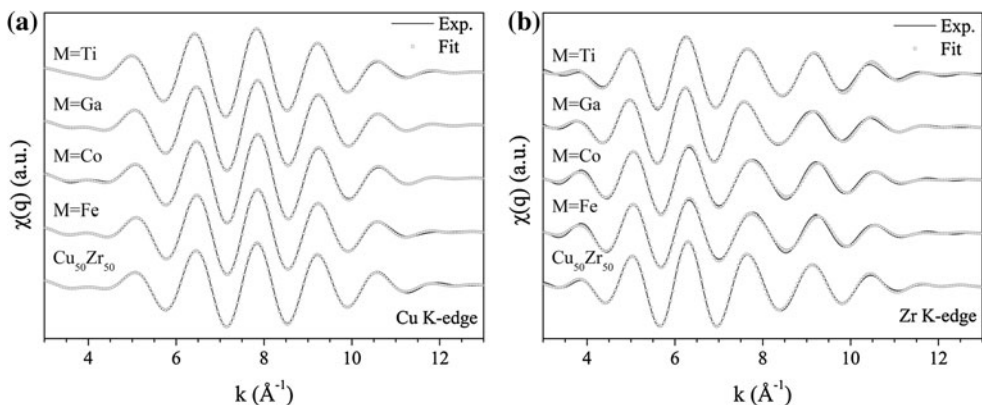 (a)
Exp.
Fit
M=Ti
M=Ga
M=Co
M=Fe
Cu₅₀Zr₅₀
Cu K-edge
χ(q) (a.u.)
4 6 8 10 12
k (Å⁻¹)
(b)
Exp.
Fit
M=Ti
M=Ga
M=Co
M=Fe
Cu₅₀Zr₅₀
Zr K-edge
χ(q) (a.u.)
4 6 8 10 12
k (Å⁻¹)